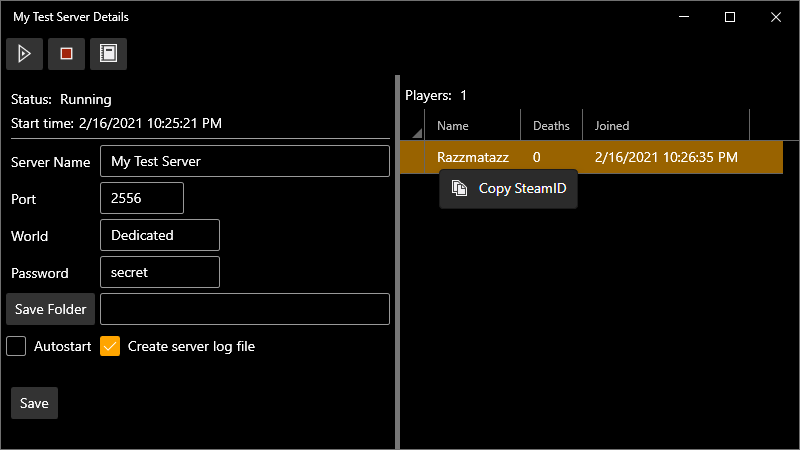 My Test Server Details
Status: Running
Start time: 2/16/2021 10:25:21 PM
Server Name My Test Server
Port 2556
World Dedicated
Password secret
Save Folder
Autostart Create server log file
Save
Players: 1
Name Deaths Joined
Razzmatazz 0 2/16/2021 10:26:35 PM
Copy SteamID